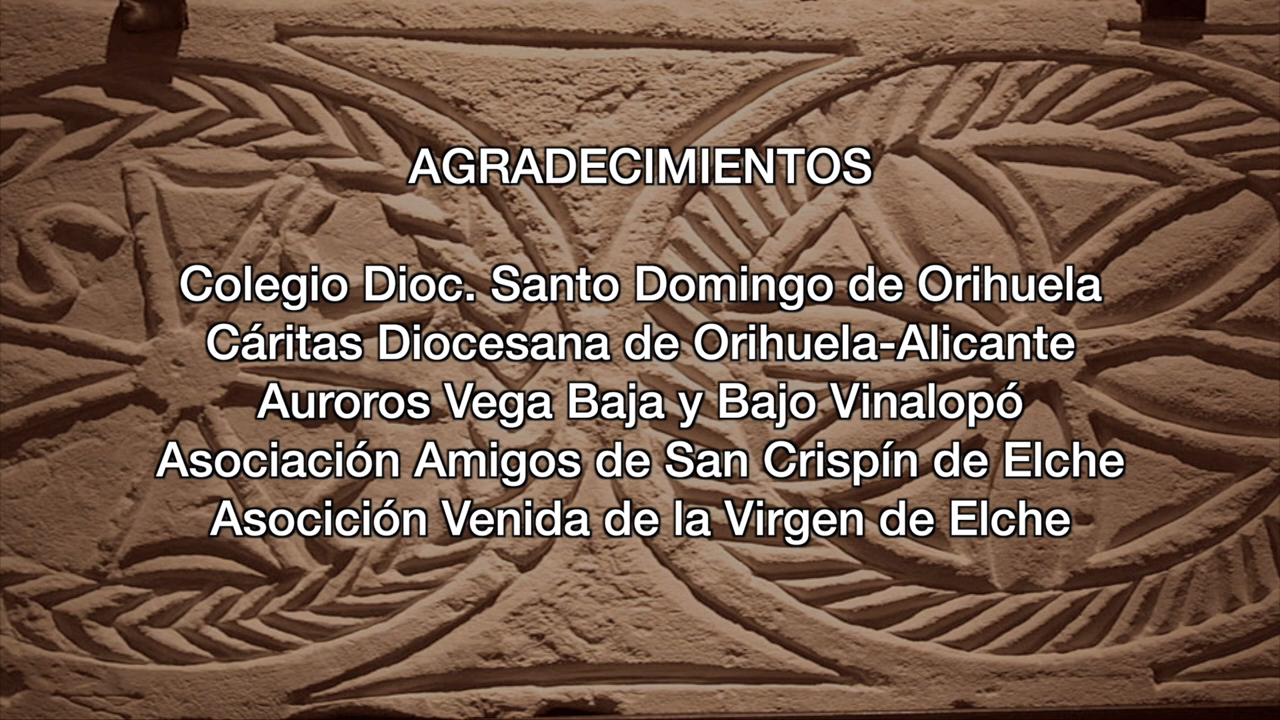 AGRADECIMIENTOS
Colegio Dioc. Santo Domingo de Orihuela
Cáritas Diocesana de Orihuela-Alicante
Auroros Vega Baja y Bajo Vinalopó
Asociación Amigos de San Crispín de Elche
Asocición Venida de la Virgen de Elche